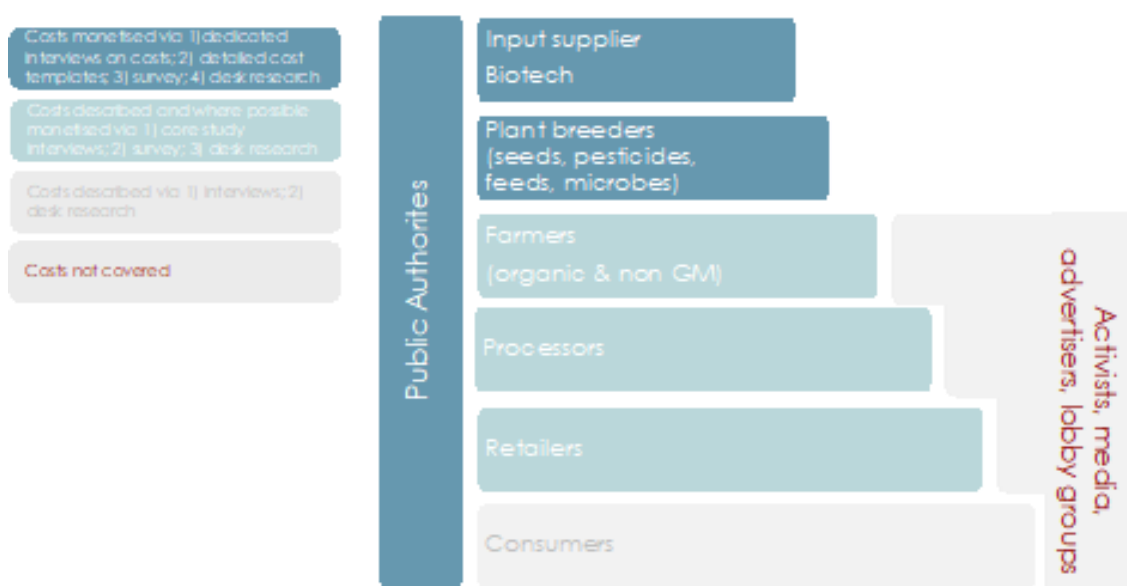 Costs monetised via 1) dedicated
interviews on costs; 2) detailed cost
templates; 3) survey; 4) desk research
Costs described and where possible
monetised via 1) core study
interviews; 2) survey; 3) desk research
Costs described via 1) interviews; 2)
desk research
Costs not covered
Public Authorites
Input supplier
Biotech
Plant breeders
(seeds, pesticides,
feeds, microbes)
Farmers
(organic & non GM)
Processors
Retailers
Consumers
Activists, media,
advertisers, lobby groups